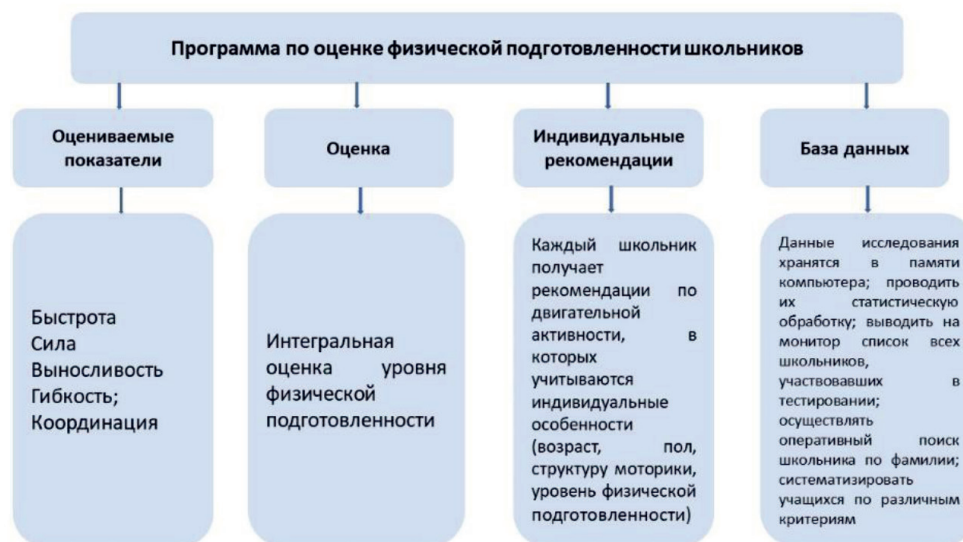 Программа по оценке физической подготовленности школьников
Оцениваемые
показатели
Оценка
Индивидуальные
рекомендации
База данных
Быстрота
Сила
Выносливость
Гибкость;
Координация
Интегральная
оценка уровня
физической
подготовленности
Каждый школьник
получает
рекомендации по
двигательной
активности, в
которых
учитываются
индивидуальные
особенности
(возраст, пол,
структуру моторики,
уровень физической
подготовленности)
Данные исследования
хранятся в памяти
компьютера; проводить
их статистическую
обработку; выводить на
монитор список всех
школьников,
участвовавших в
тестировании;
осуществлять
оперативный поиск
школьника по фамилии;
систематизировать
учащихся по различным
критериям